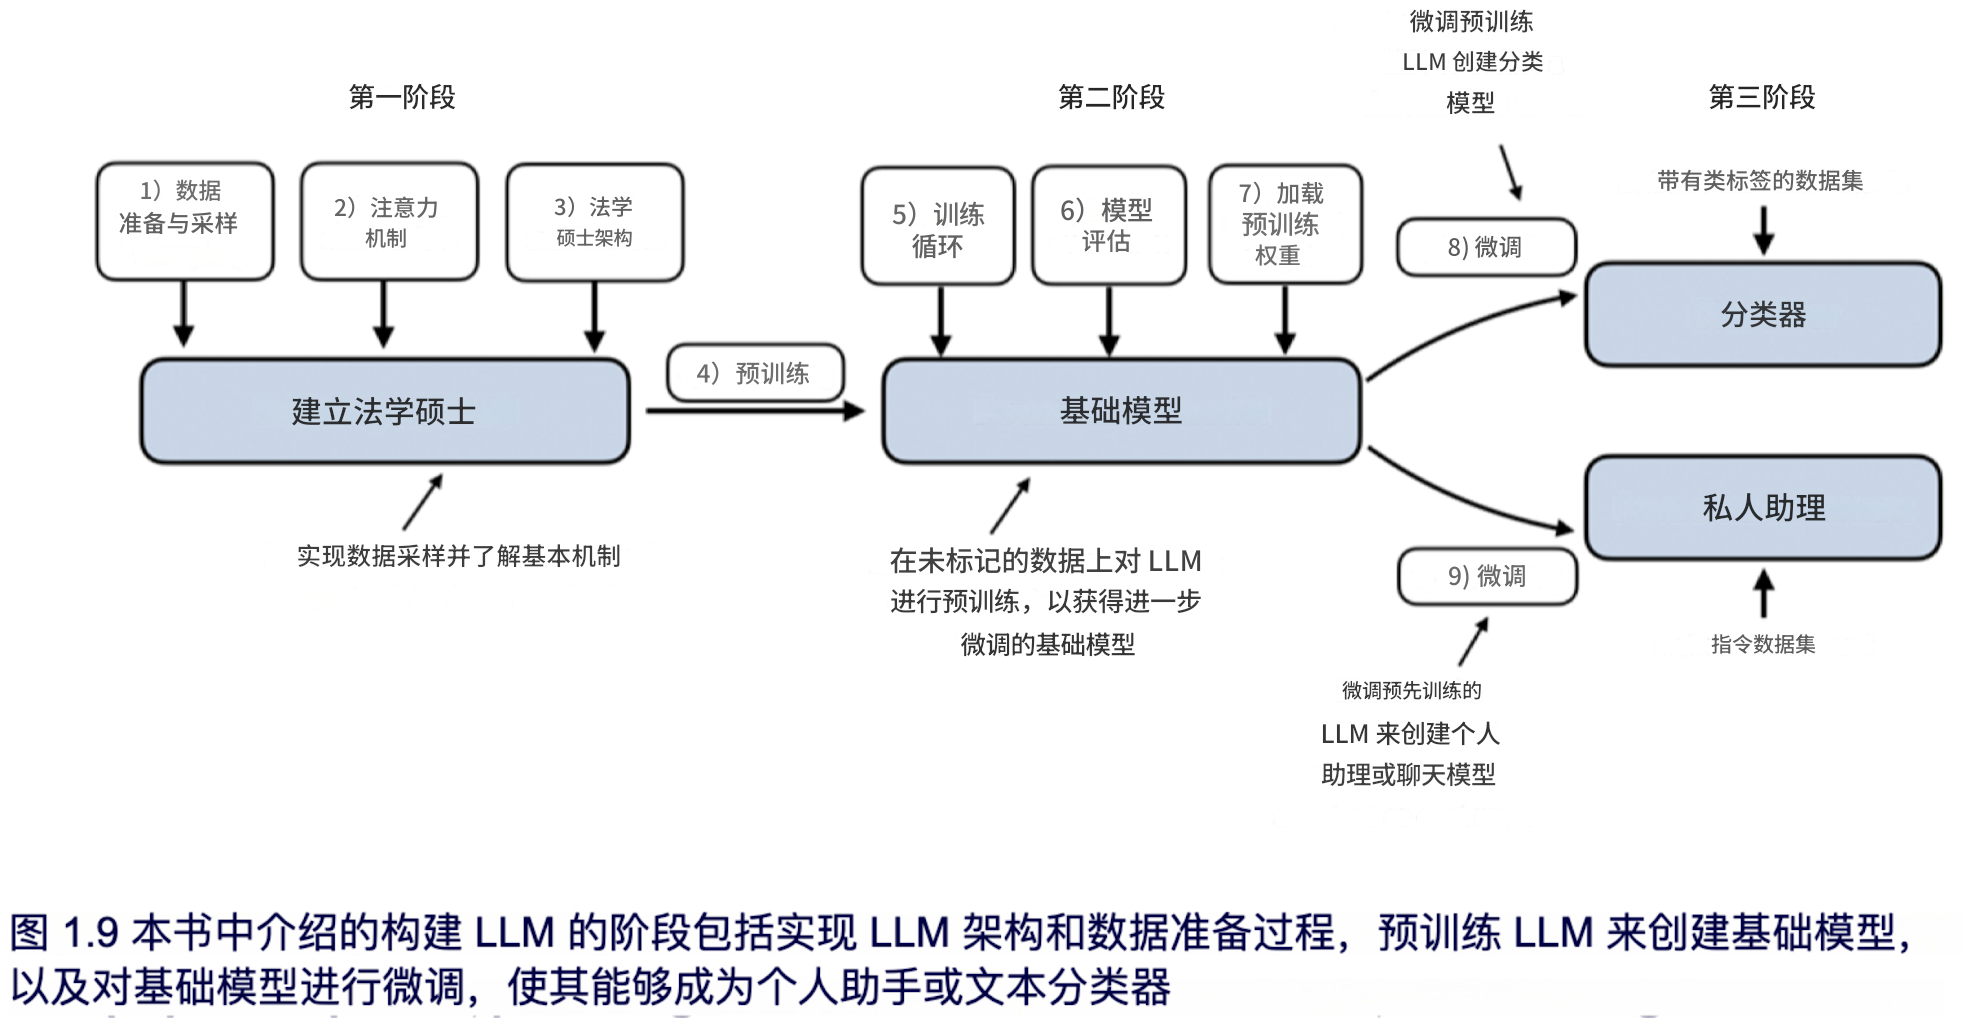 微调预训练
LLM 创建分类
模型
第一阶段
第二阶段
第三阶段
1）数据
准备与采样
2）注意力
机制
3）法学
硕士架构
5）训练
循环
6）模型
评估
7）加载
预训练
权重
8) 微调
带有类标签的数据集
分类器
建立法学硕士
4）预训练
基础模型
私人助理
实现数据采样并了解基本机制
在未标记的数据上对 LLM
进行预训练，以获得进一步
微调的基础模型
9) 微调
指令数据集
微调预先训练的
LLM 来创建个人
助理或聊天模型
图 1.9 本书中介绍的构建 LLM 的阶段包括实现 LLM 架构和数据准备过程，预训练 LLM 来创建基础模型，
以及对基础模型进行微调，使其能够成为个人助手或文本分类器